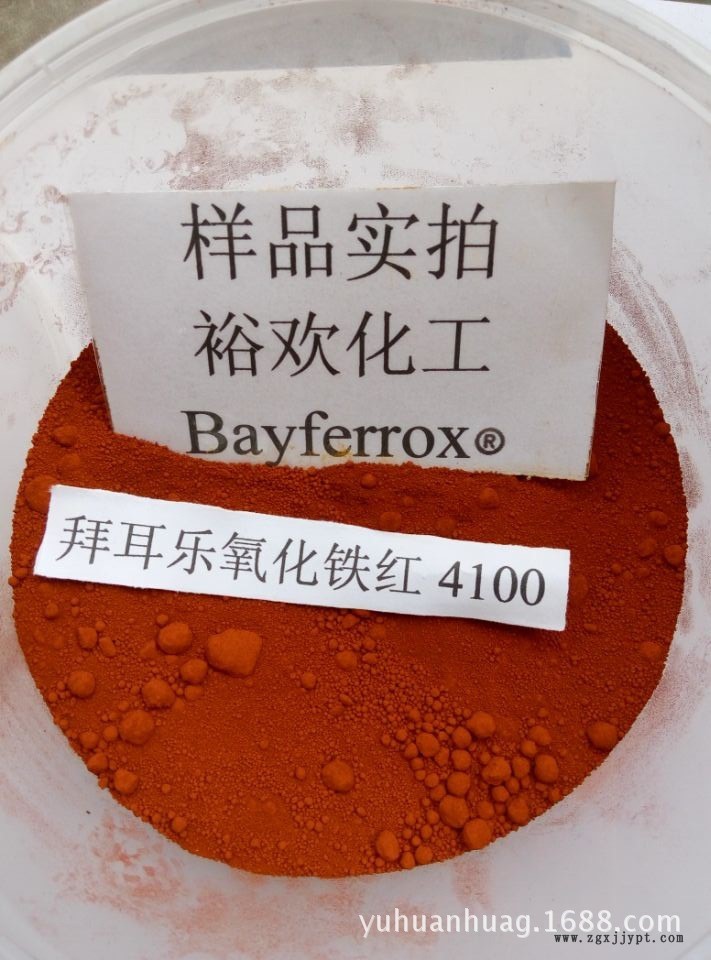 样品实拍
裕欢化工
Bayferrox®
拜耳乐氧化铁红 4100
yuhuanhuag.1688.com
www.zgxjjypt.com